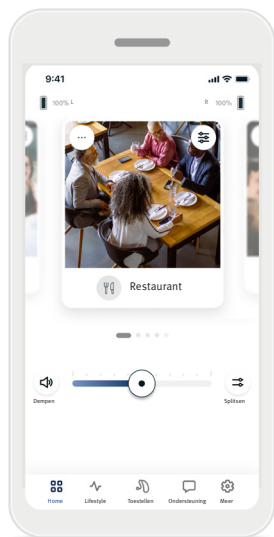 9:41
100% L
R 100%
...
Restaurant
Dempen
Splitsen
Home Lifestyle Toestellen Ondersteuning Meer